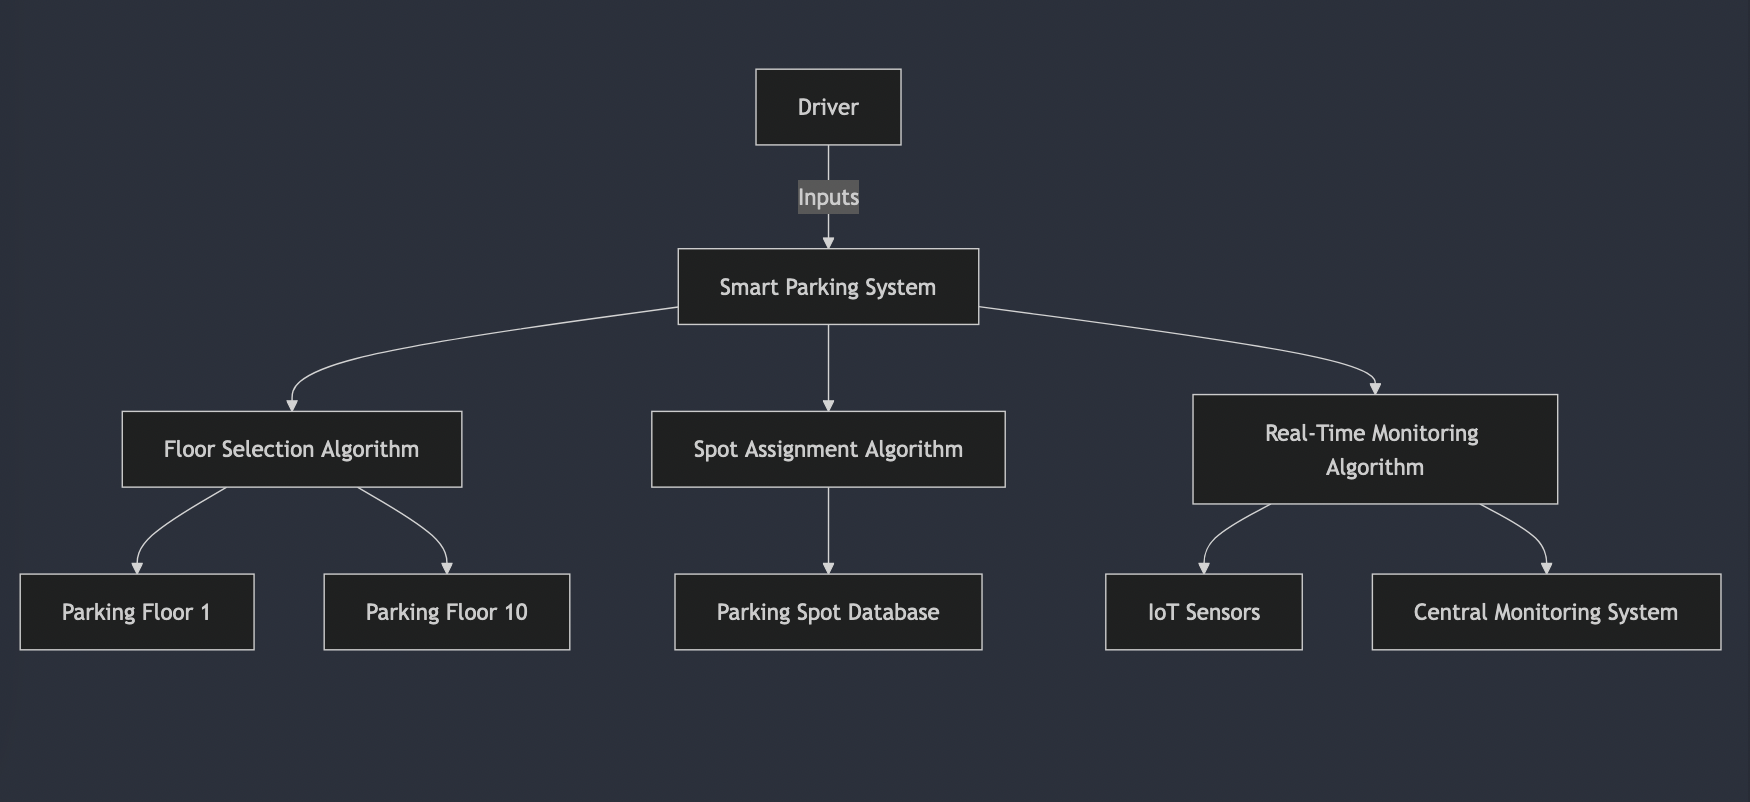 Driver
Inputs
Smart Parking System
Floor Selection Algorithm
Spot Assignment Algorithm
Real-Time Monitoring
Algorithm
Parking Floor 1
Parking Floor 10
Parking Spot Database
IoT Sensors
Central Monitoring System